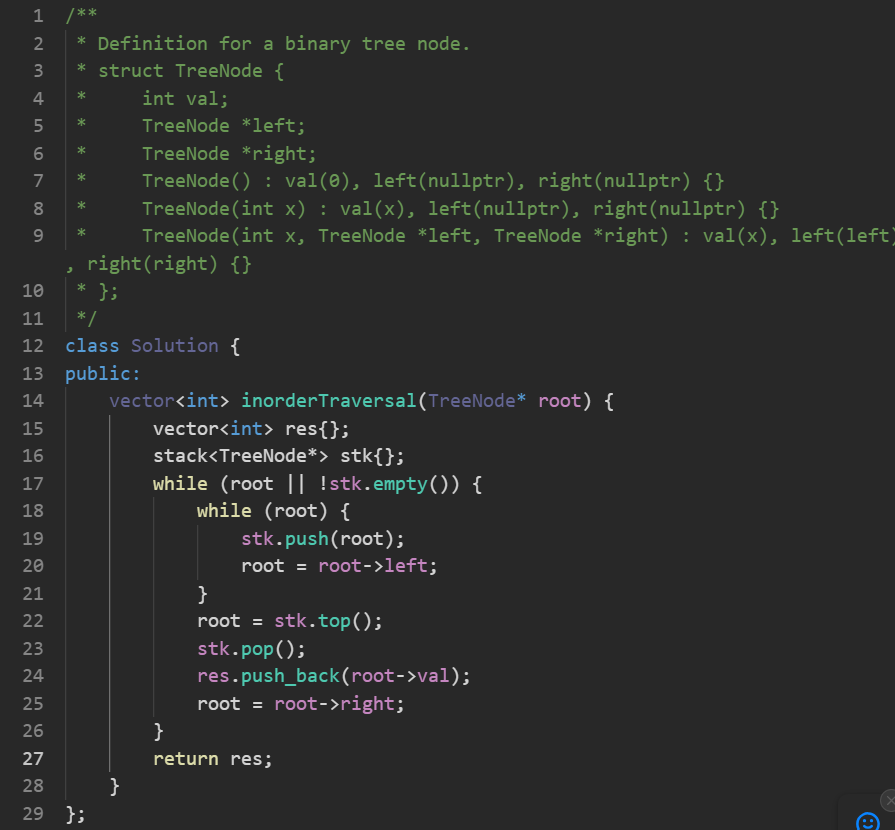 1 /**
2  * Definition for a binary tree node.
3  * struct TreeNode {
4  *     int val;
5  *     TreeNode *left;
6  *     TreeNode *right;
7  *     TreeNode() : val(0), left(nullptr), right(nullptr) {}
8  *     TreeNode(int x) : val(x), left(nullptr), right(nullptr) {}
9  *     TreeNode(int x, TreeNode *left, TreeNode *right) : val(x), left(left)
, right(right) {}
10  * };
11  */
12 class Solution {
13 public:
14     vector<int> inorderTraversal(TreeNode* root) {
15         vector<int> res{};
16         stack<TreeNode*> stk{};
17         while (root || !stk.empty()) {
18             while (root) {
19                 stk.push(root);
20                 root = root->left;
21             }
22             root = stk.top();
23             stk.pop();
24             res.push_back(root->val);
25             root = root->right;
26         }
27         return res;
28     }
29 };